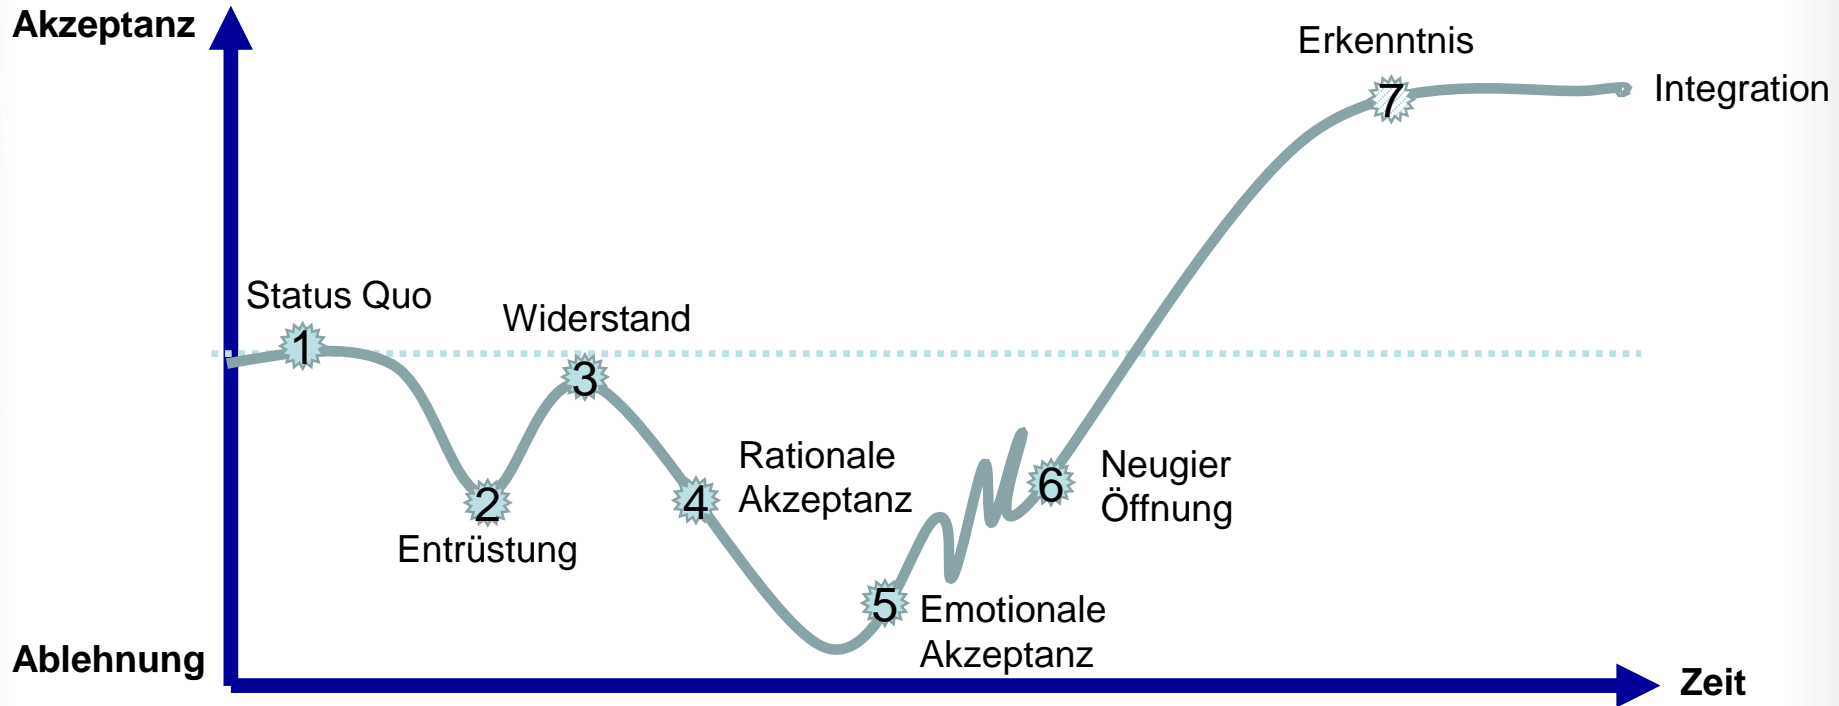 Akzeptanz
Erkenntnis
7
Integration
Status Quo
1
Widerstand
3
Rationale
Akzeptanz
4
Neugier
Öffnung
6
2
Entrüstung
5
Emotionale
Akzeptanz
Ablehnung
Zeit